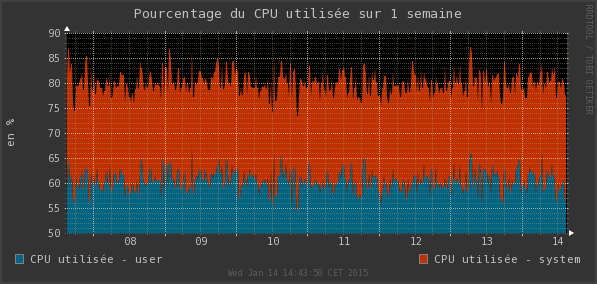 Pourcentage du CPU utilisée sur 1 semaine
RRDTOOL / TOBI OETIKER
en %
90
85
80
75
70
65
60
55
50
08 09 10 11 12 13 14
CPU utilisée - user CPU utilisée - system
Wed Jan 14 14:43:50 CET 2015